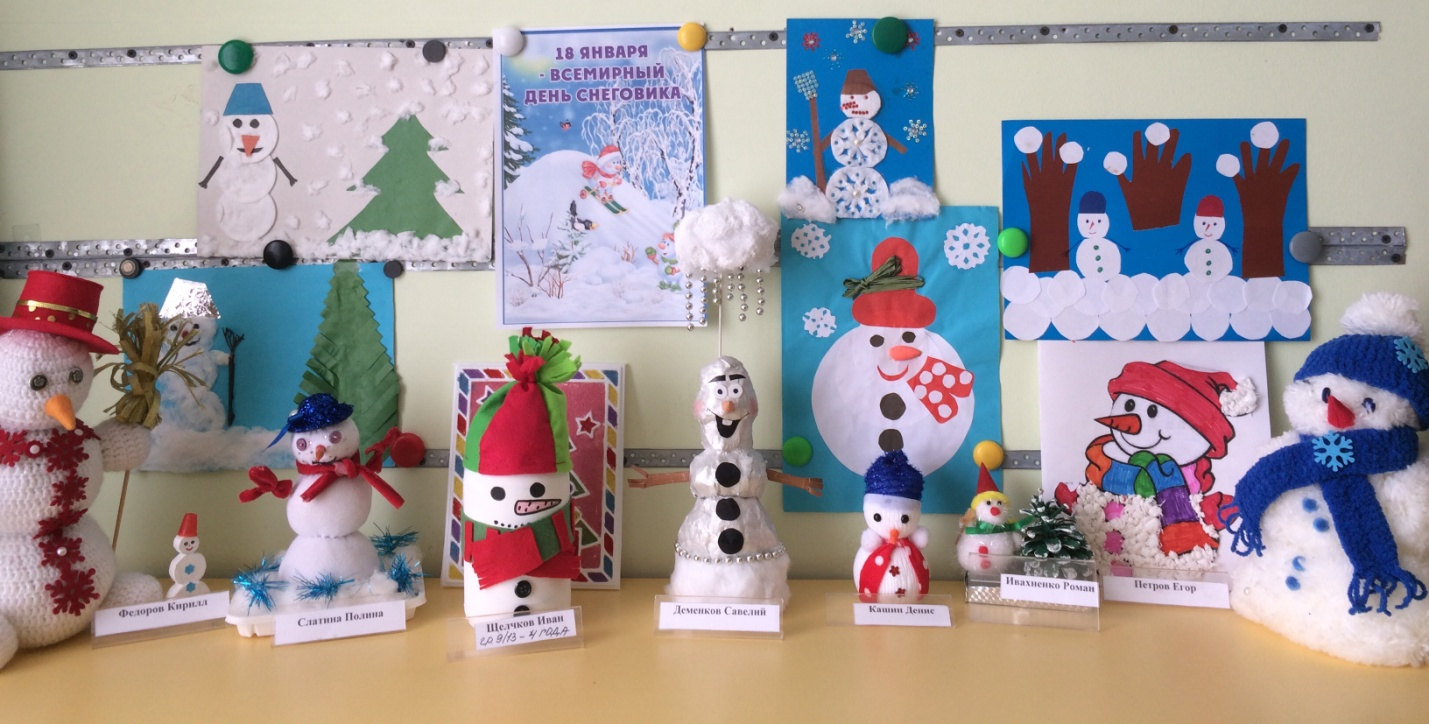 18 ЯНВАРЯ
- ВСЕМИРНЫЙ
ДЕНЬ СНЕГОВИКА
Федоров Кирилл
Слатина Полина
Щелчков Иван
Деменков Савелий
Кашин Денис
Ивахненко Роман
Петров Егор